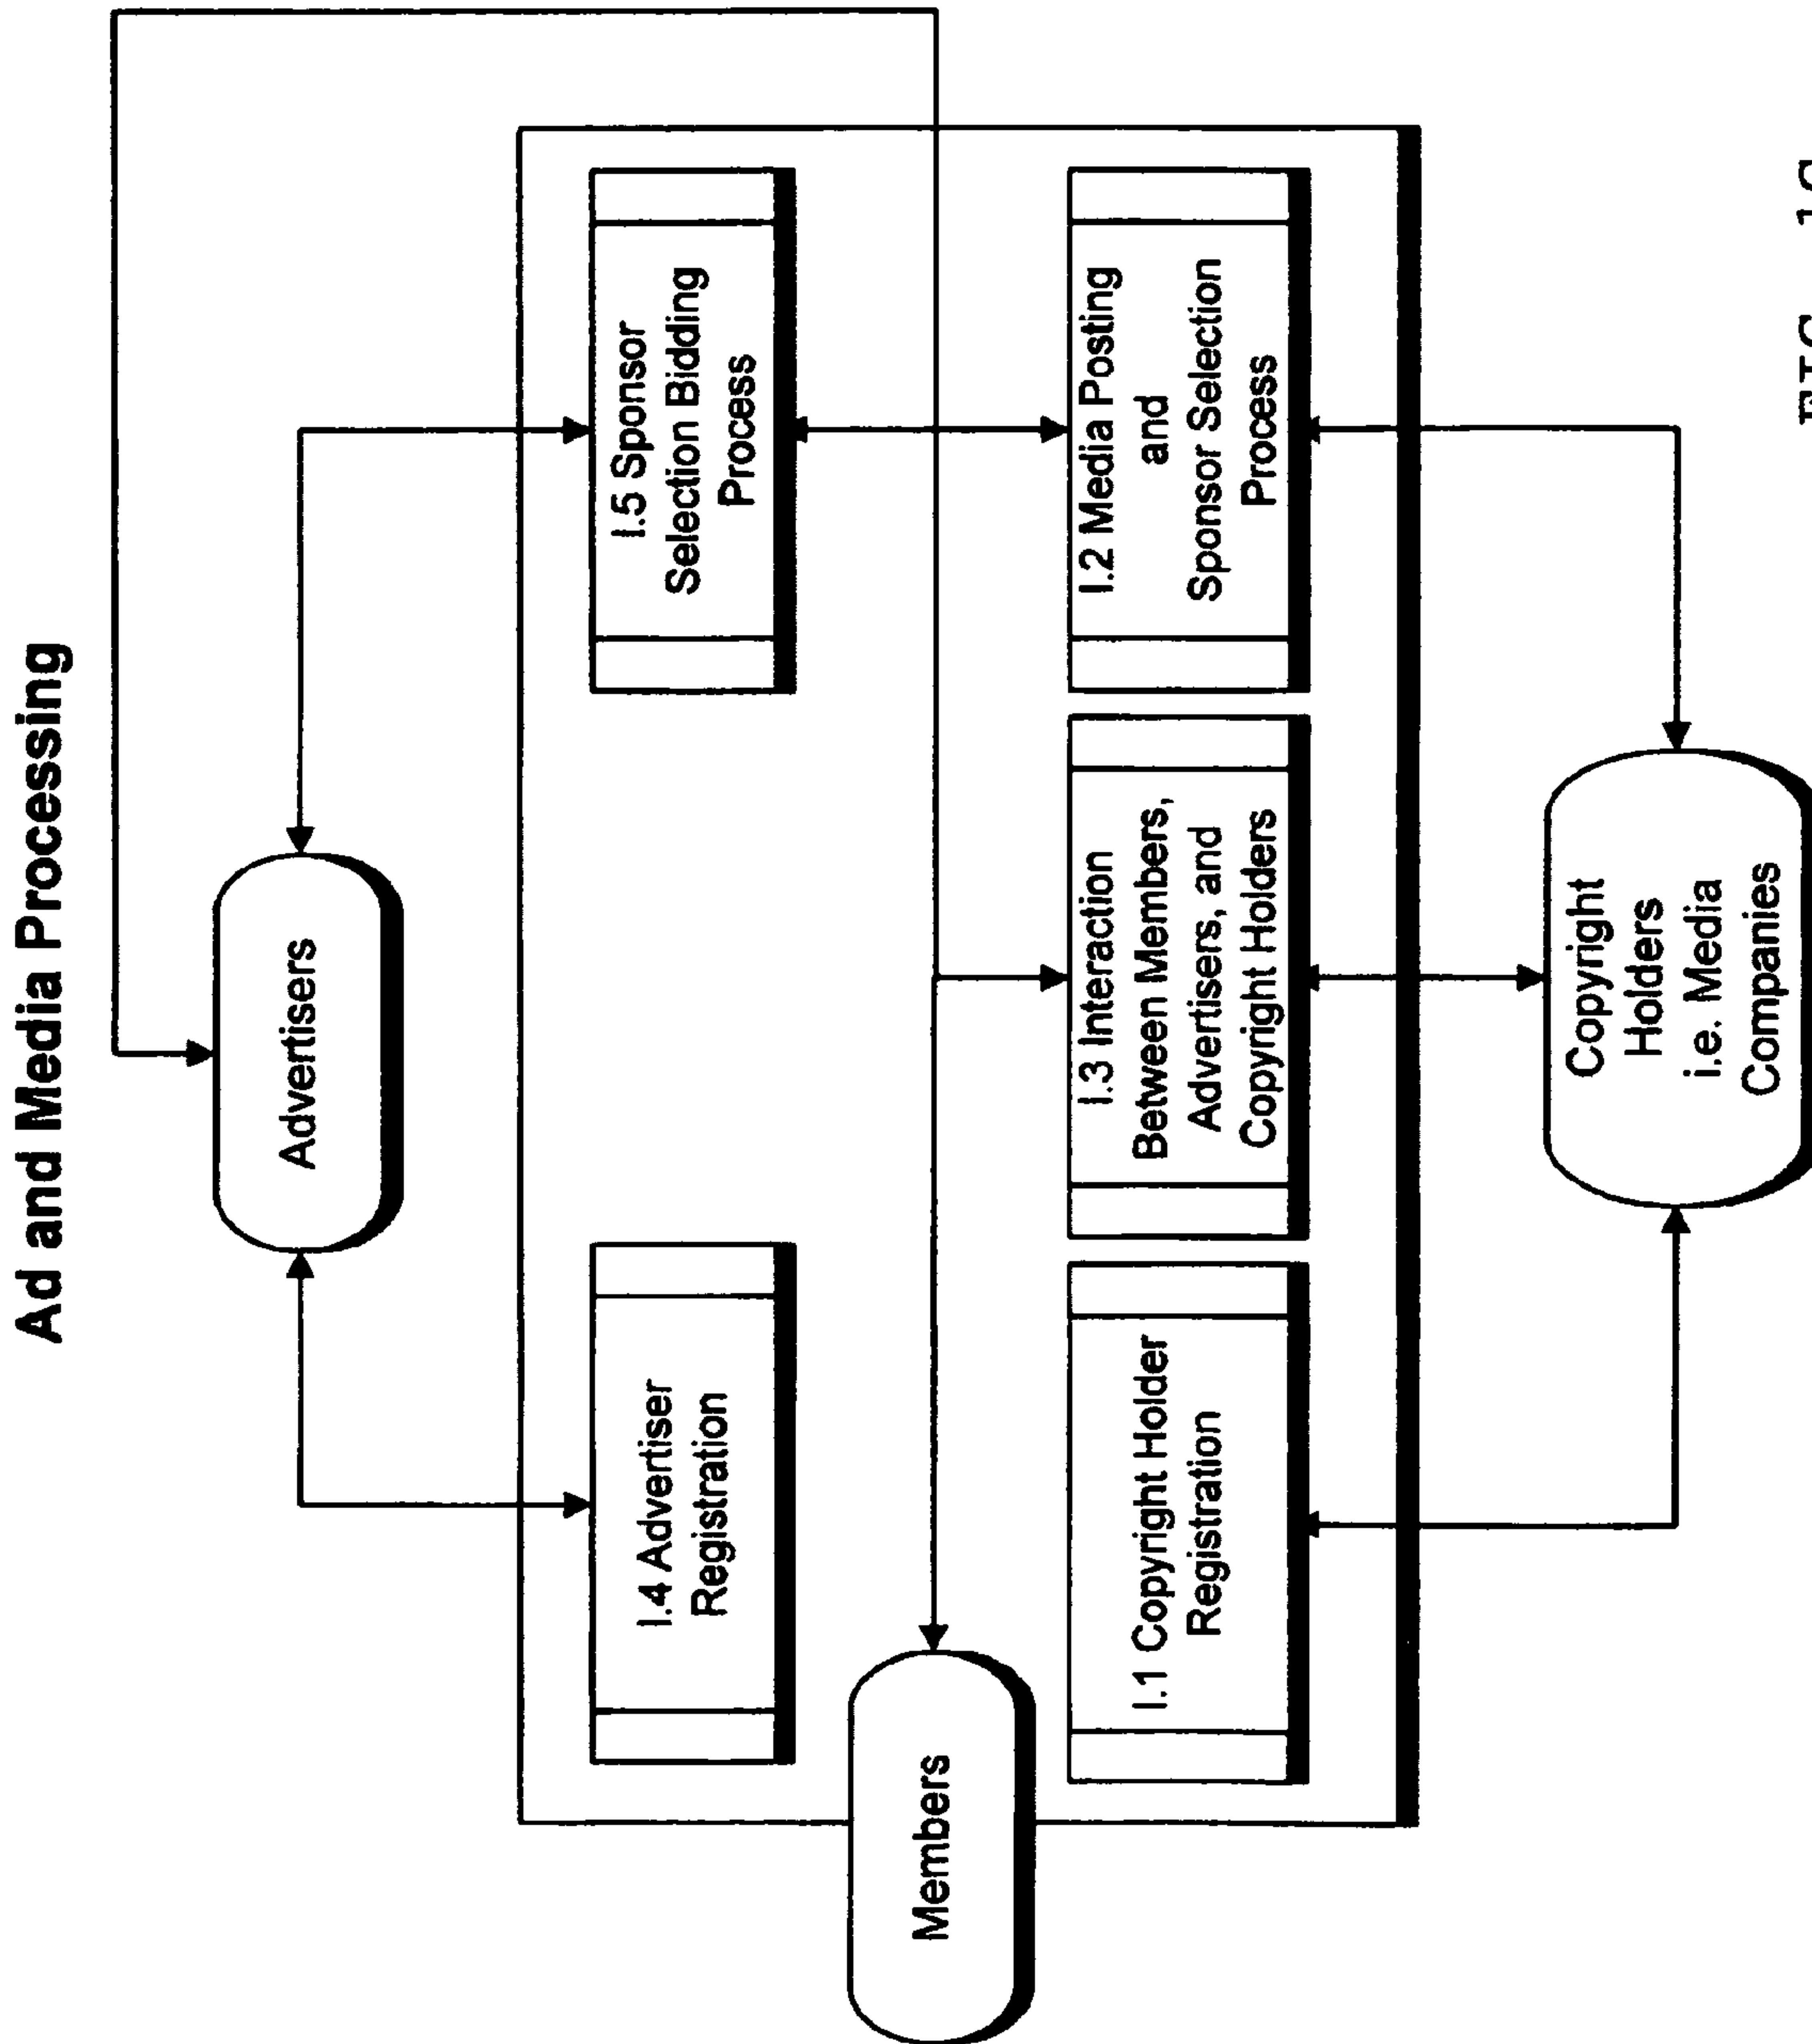 Ad and Media Processing
Advertisers
I.4 Advertiser
Registration
I.5 Sponsor
Selection Bidding
Process
Members
I.1 Copyright Holder
Registration
I.3 Interaction
Between Members,
Advertisers, and
Copyright Holders
I.2 Media Posting
and
Sponsor Selection
Process
Copyright
Holders
i.e. Media
Companies